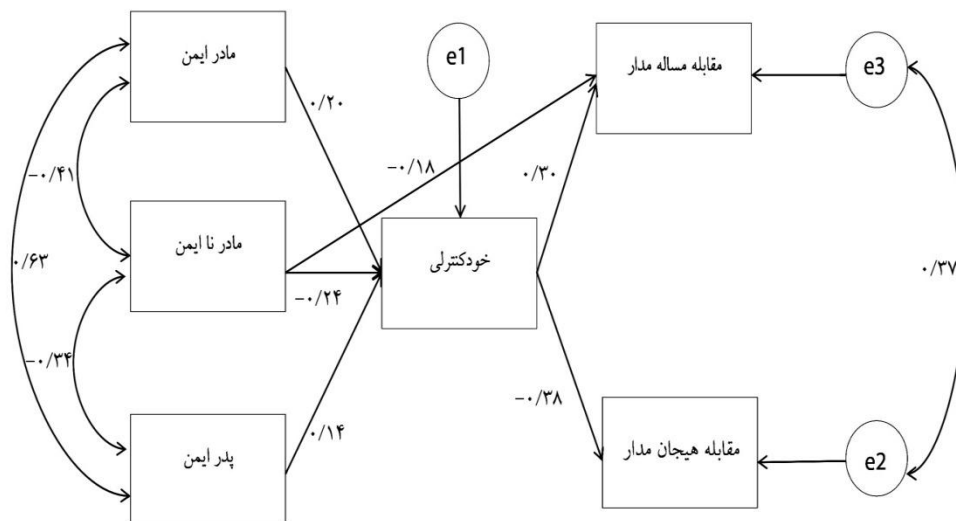 مادر ایمن
e1
مقابله مساله مدار
e3
۰/۲۰
-۰/۴۱
-۰/۱۸
۰/۳۰
مادر نا ایمن
خودکنترلی
۰/۶۳
-۰/۲۴
۰/۳۷
-۰/۳۴
-۰/۳۸
۰/۱۴
پدر ایمن
مقابله هیجان مدار
e2